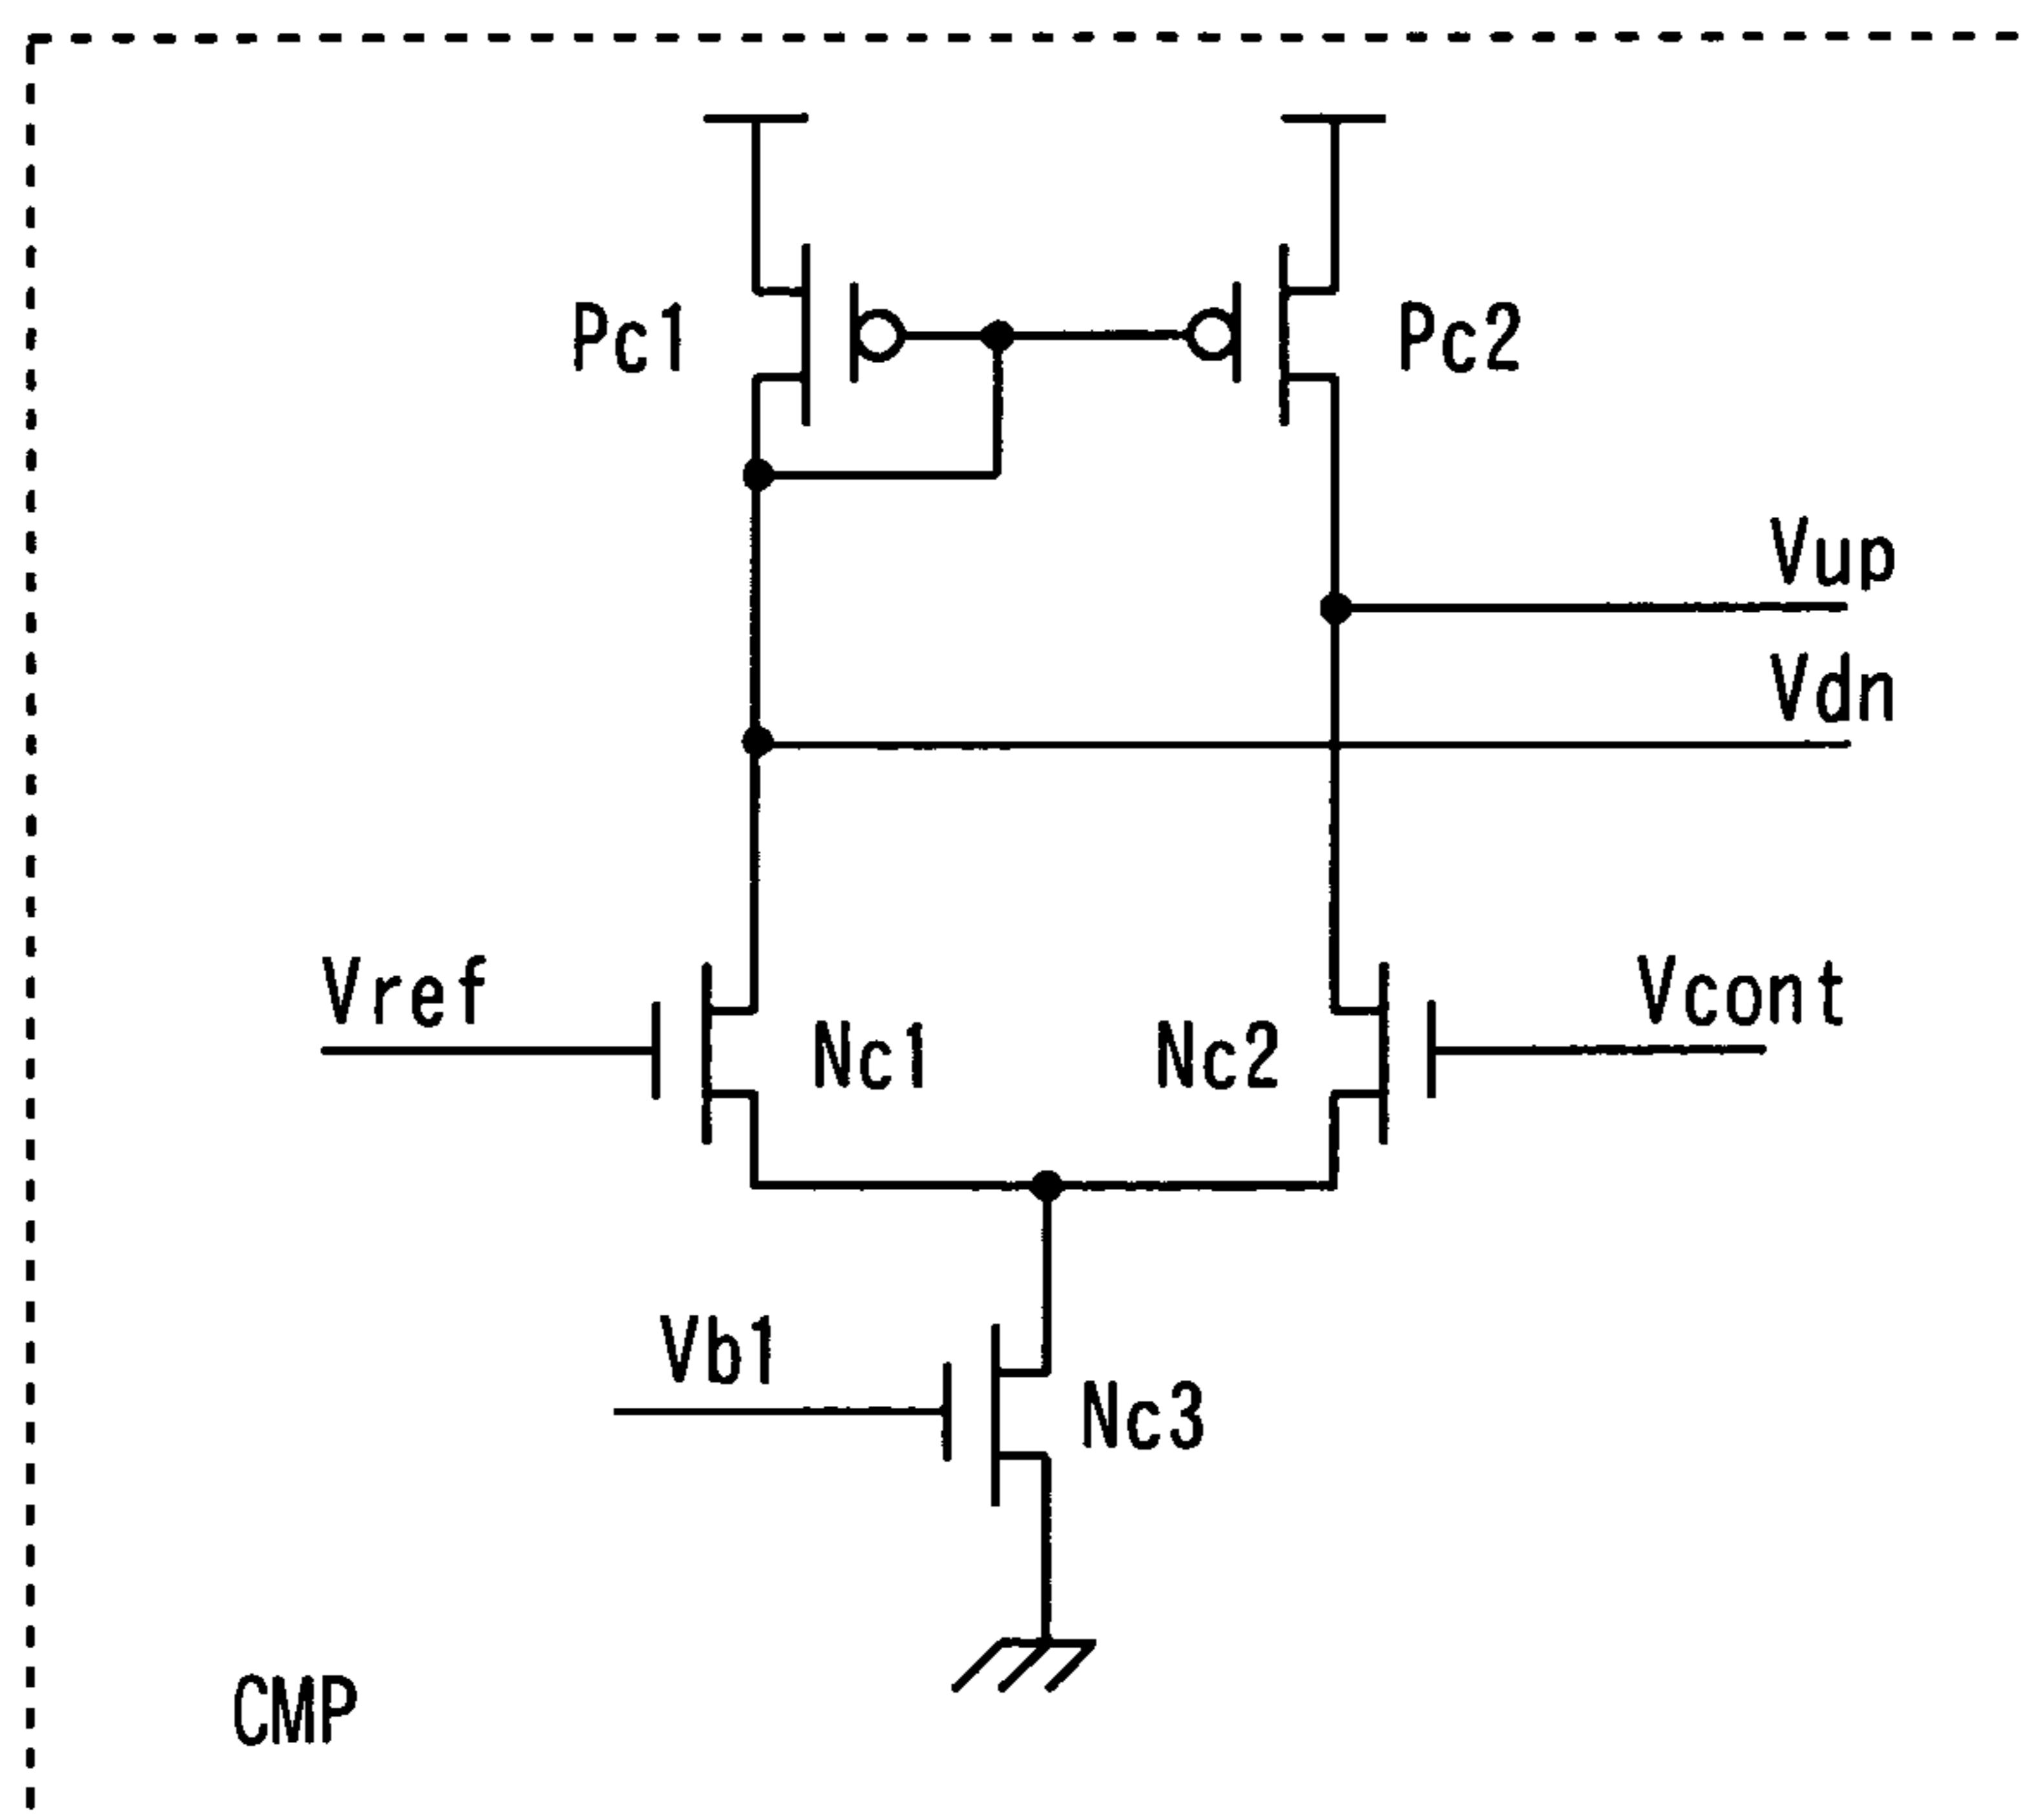 Pc1
Pc2
Vup
Vdn
Vref
Nc1
Nc2
Vcont
Vb1
Nc3
CMP